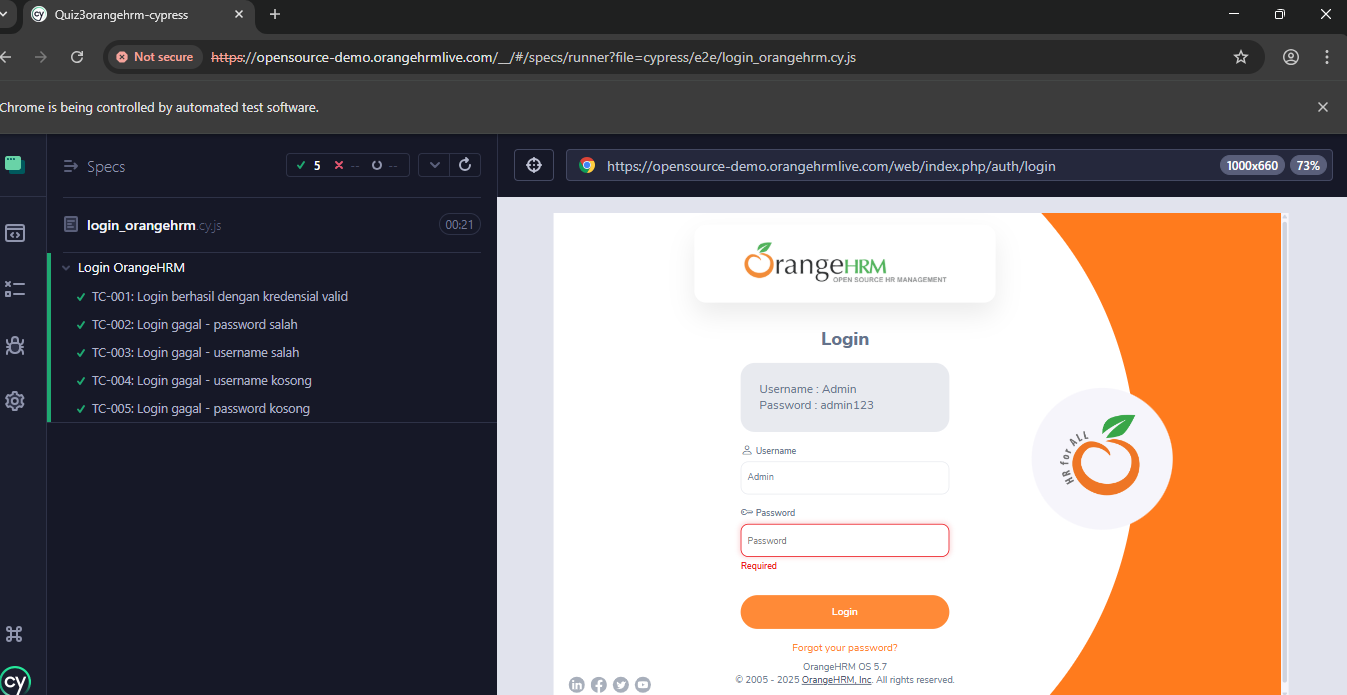 Quiz3orangehrm-cypress
Not secure
https://opensource-demo.orangehrmlive.com/__/#/specs/runner?file=cypress/e2e/login_orangehrm.cy.js
Chrome is being controlled by automated test software.
Specs
5 -- --
login_orangehrm.cy.js
00:21
Login OrangeHRM
TC-001: Login berhasil dengan kredensial valid
TC-002: Login gagal - password salah
TC-003: Login gagal - username salah
TC-004: Login gagal - username kosong
TC-005: Login gagal - password kosong
cy
https://opensource-demo.orangehrmlive.com/web/index.php/auth/login
1000x660
73%
OrangeHRM
OPEN SOURCE HR MANAGEMENT
Login
Username : Admin
Password : admin123
Username
Admin
Password
Password
Required
Login
Forgot your password?
OrangeHRM OS 5.7
© 2005 - 2025 OrangeHRM, Inc. All rights reserved.
HR for ALL